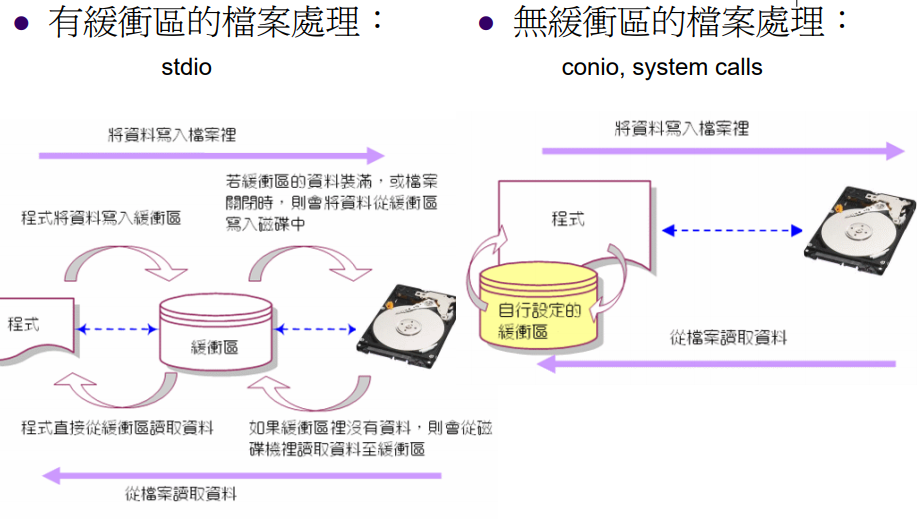 ● 有緩衝區的檔案處理：
stdio
將資料寫入檔案裡
程式將資料寫入緩衝區
若緩衝區的資料裝滿，或檔案
關閉時，則會將資料從緩衝區
寫入磁碟中
程式
緩衝區
程式直接從緩衝區讀取資料
如果緩衝區裡沒有資料，則會從磁
碟機裡讀取資料至緩衝區
從檔案讀取資料
● 無緩衝區的檔案處理：
conio, system calls
將資料寫入檔案裡
程式
自行設定的
緩衝區
從檔案讀取資料